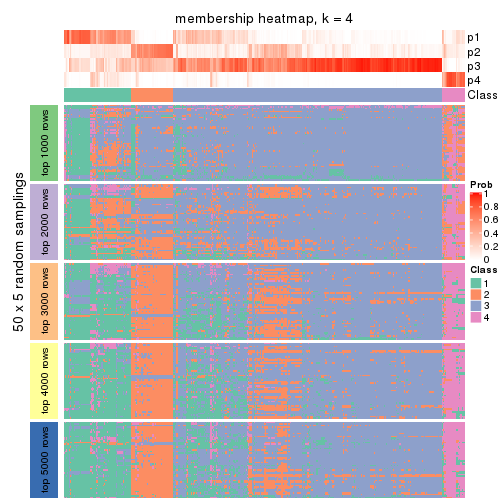 membership heatmap, k = 4
p1
p2
p3
p4
Class
50 x 5 random samplings
top 1000 rows
top 2000 rows
top 3000 rows
top 4000 rows
top 5000 rows
Prob
1
0.8
0.6
0.4
0.2
0
Class
1
2
3
4